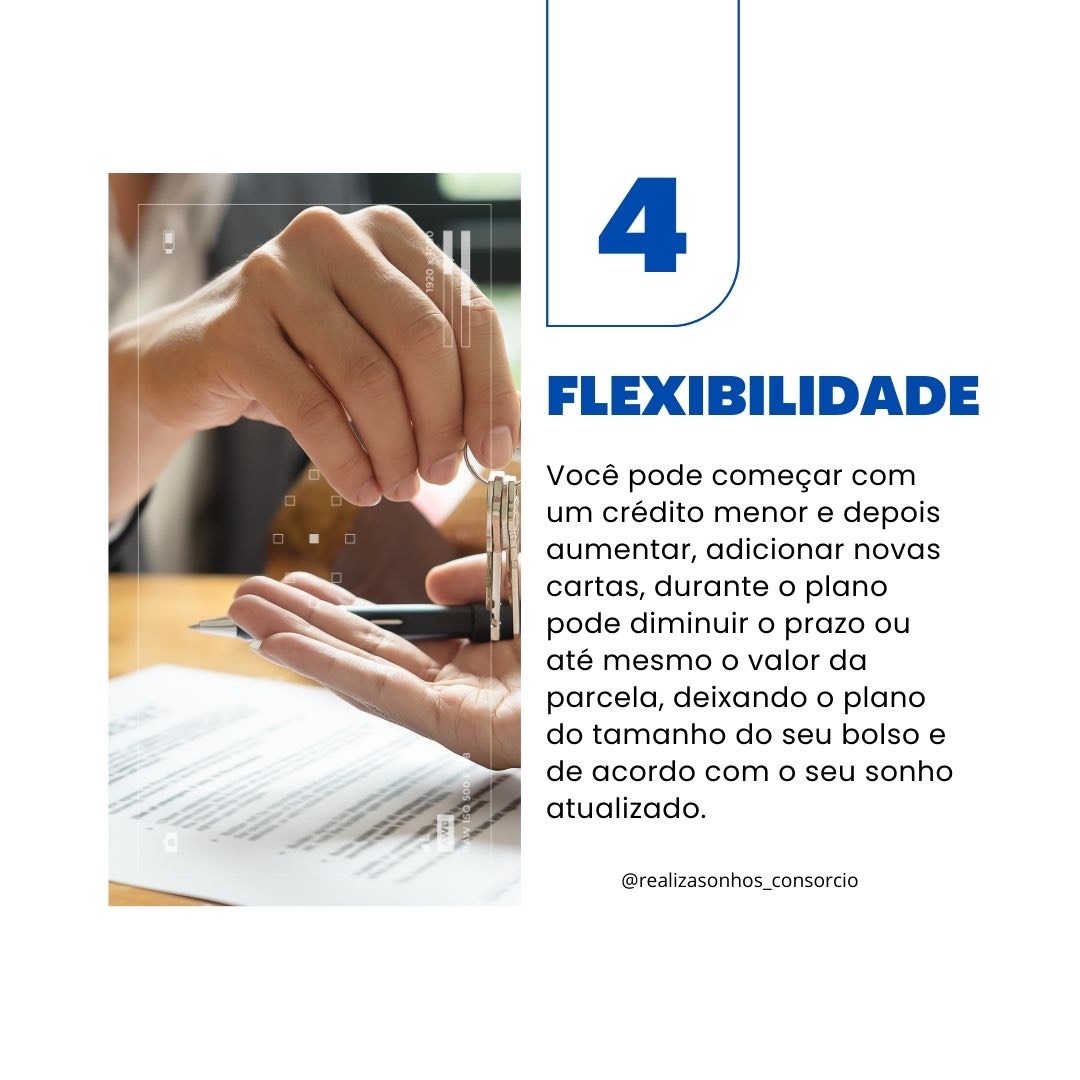 4
FLEXIBILIDADE
Você pode começar com
um crédito menor e depois
aumentar, adicionar novas
cartas, durante o plano
pode diminuir o prazo ou
até mesmo o valor da
parcela, deixando o plano
do tamanho do seu bolso e
de acordo com o seu sonho
atualizado.
@realizasonhos_consorcio
AWB